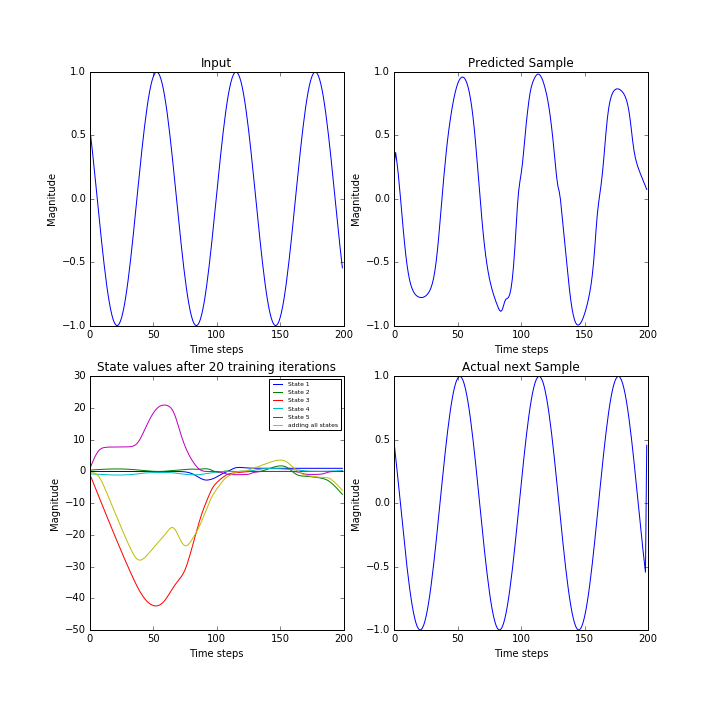 Input
1.0
0.5
0.0
−0.5
−1.0
Magnitude
0
50
100
150
200
Time steps
Predicted Sample
1.0
0.5
0.0
−0.5
−1.0
Magnitude
0
50
100
150
200
Time steps
State values after 20 training iterations
30
20
10
0
−10
−20
−30
−40
−50
Magnitude
State 1
State 2
State 3
State 4
State 5
adding all states
0
50
100
150
200
Time steps
Actual next Sample
1.0
0.5
0.0
−0.5
−1.0
Magnitude
0
50
100
150
200
Time steps